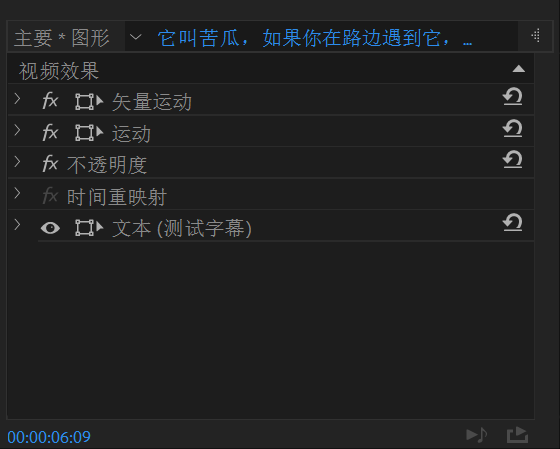 主要 * 图形 它叫苦瓜，如果你在路边遇到它，...
视频效果
fx 矢量运动
fx 运动
fx 不透明度
fx 时间重映射
文本 (测试字幕)
00:00:06:09